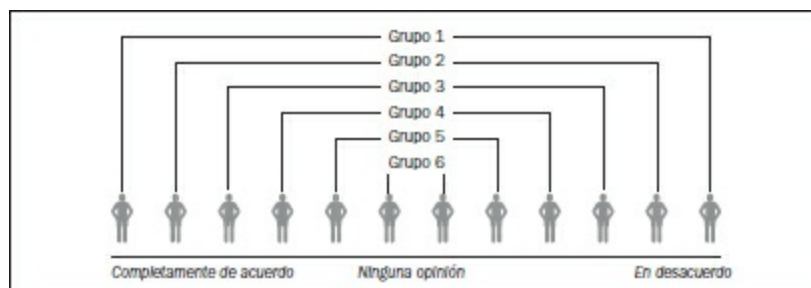 Grupo 1
Grupo 2
Grupo 3
Grupo 4
Grupo 5
Grupo 6
Completamente de acuerdo Ninguna opinión En desacuerdo